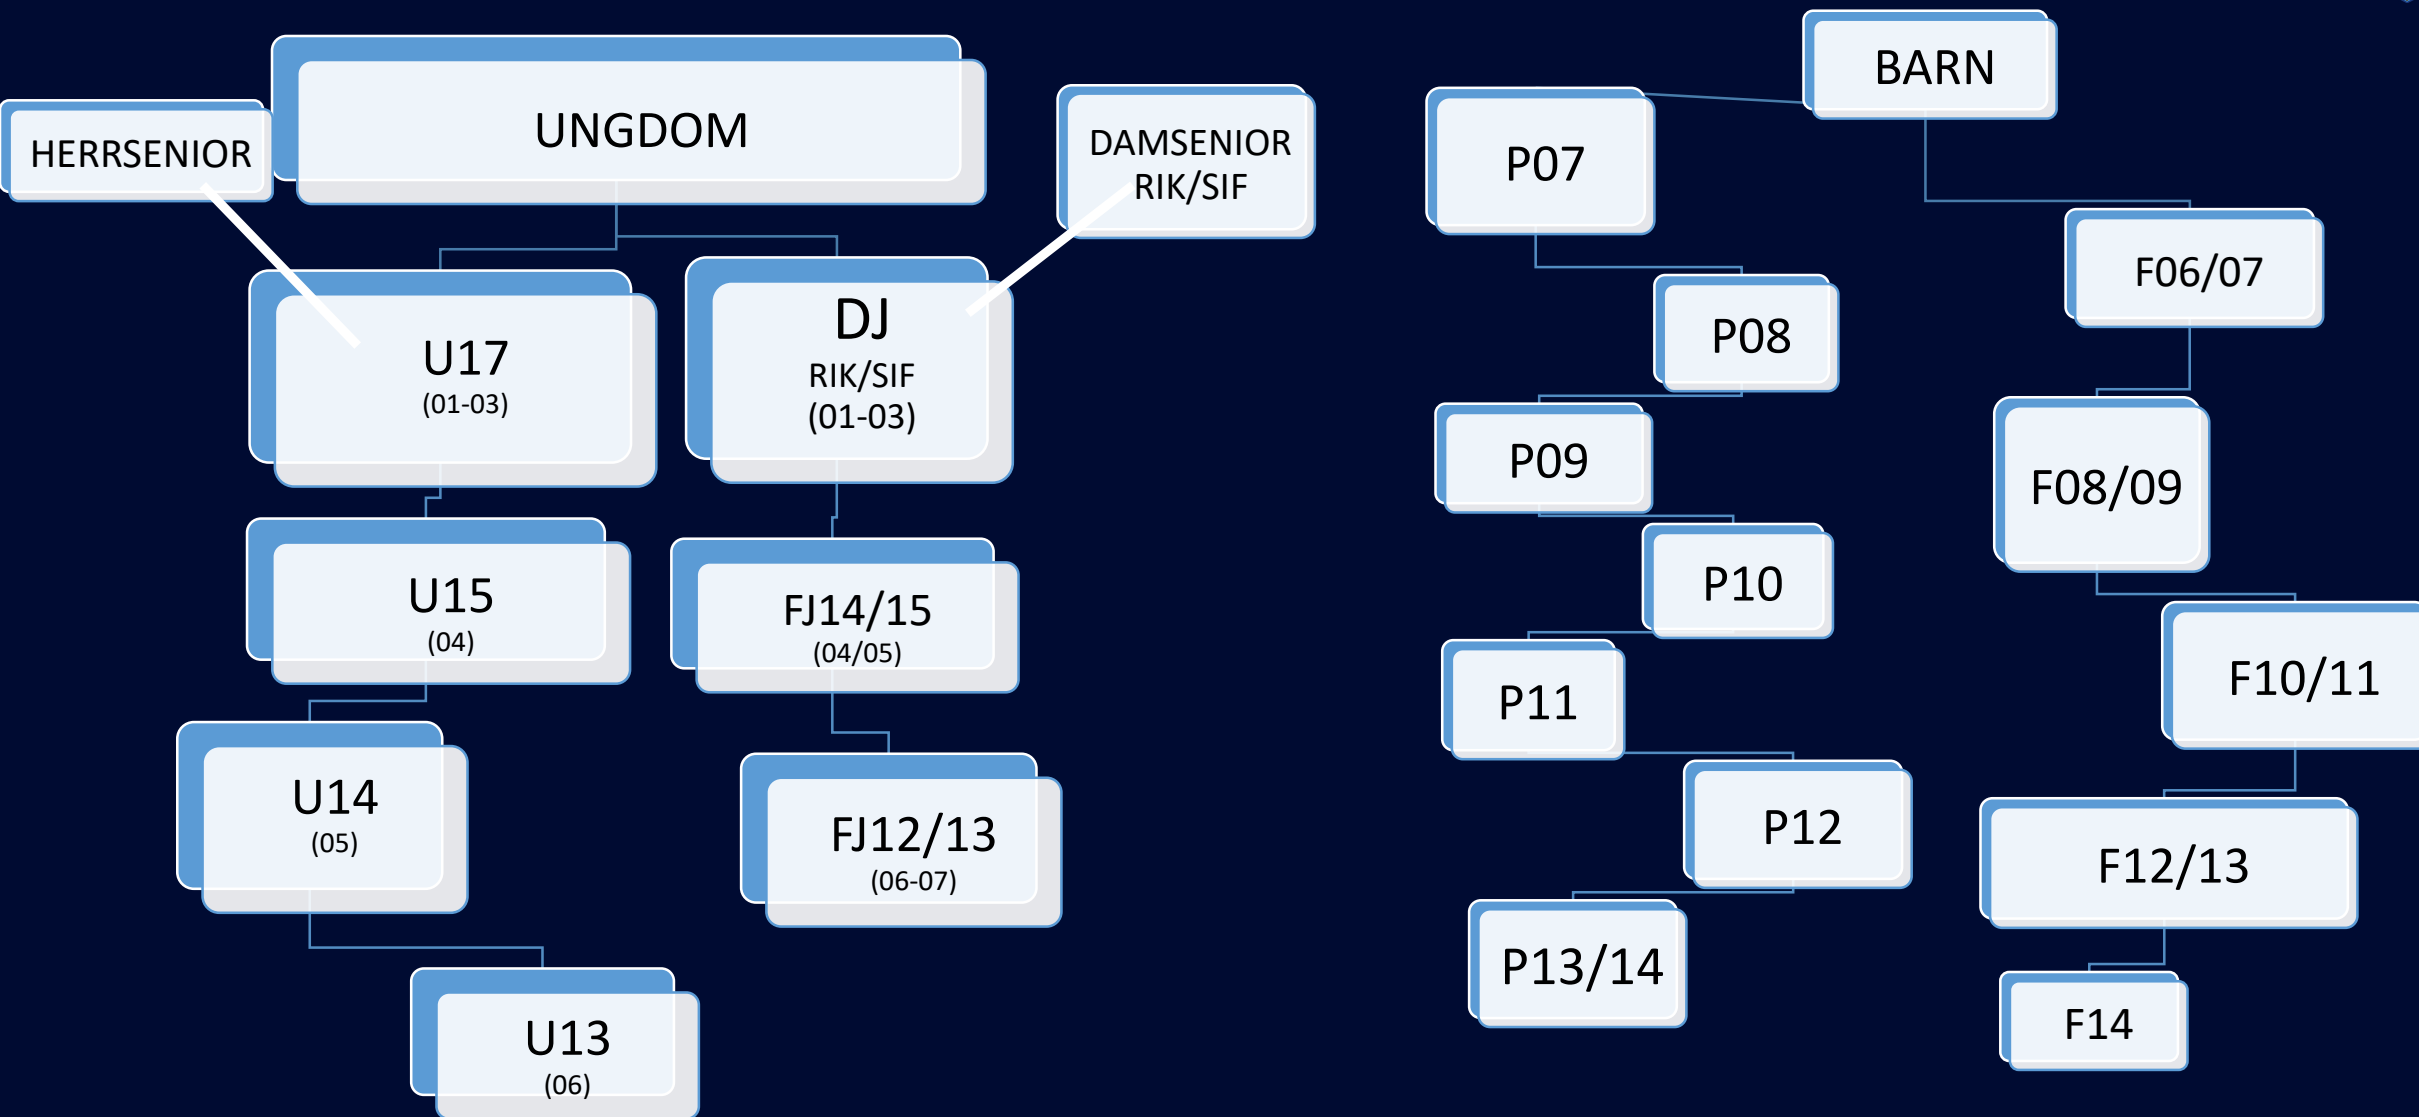 HERRSENIOR
UNGDOM
DAMSENIOR
RIK/SIF
U17
(01-03)
DJ
RIK/SIF
(01-03)
U15
(04)
FJ14/15
(04/05)
U14
(05)
FJ12/13
(06-07)
U13
(06)
BARN
P07
F06/07
P08
P09
F08/09
P10
F10/11
P11
P12
F12/13
P13/14
F14